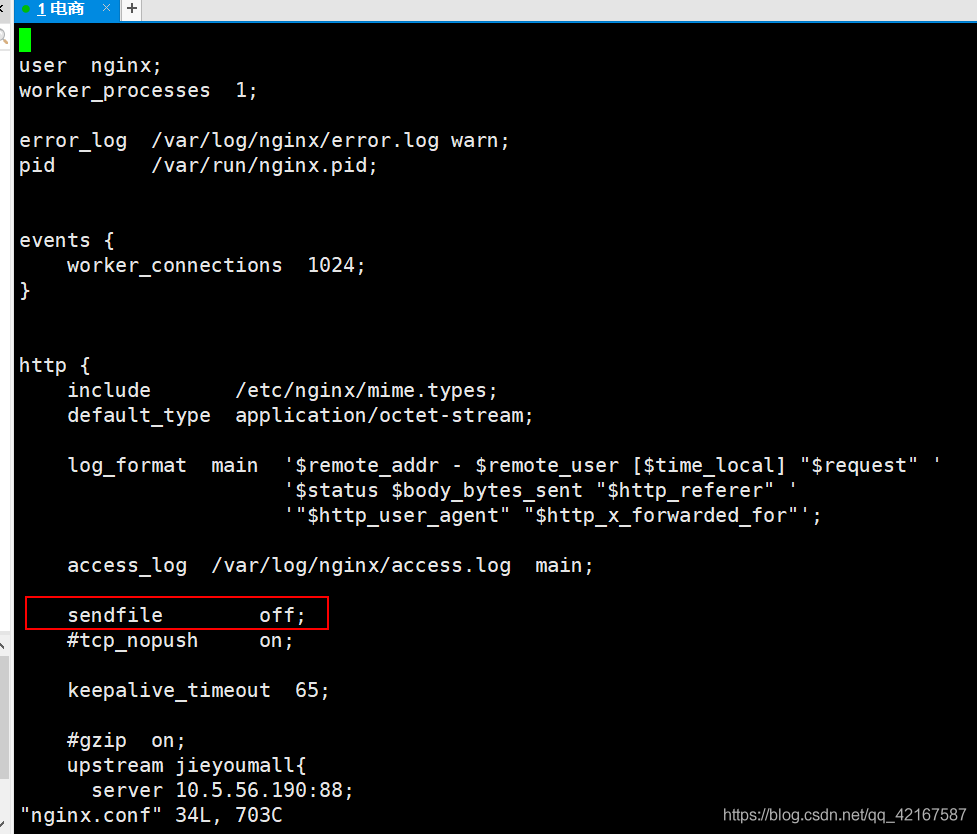 1 电商 × +
user  nginx;
worker_processes  1;
error_log  /var/log/nginx/error.log warn;
pid        /var/run/nginx.pid;
events {
    worker_connections  1024;
}
http {
    include       /etc/nginx/mime.types;
    default_type  application/octet-stream;
    log_format  main  '$remote_addr - $remote_user [$time_local] "$request" '
                      '$status $body_bytes_sent "$http_referer" '
                      '"$http_user_agent" "$http_x_forwarded_for"';
    access_log  /var/log/nginx/access.log  main;
    sendfile        off;
    #tcp_nopush     on;
    keepalive_timeout  65;
    #gzip  on;
    upstream jieyoumall{
      server 10.5.56.190:88;
"nginx.conf" 34L, 703C
https://blog.csdn.net/qq_42167587